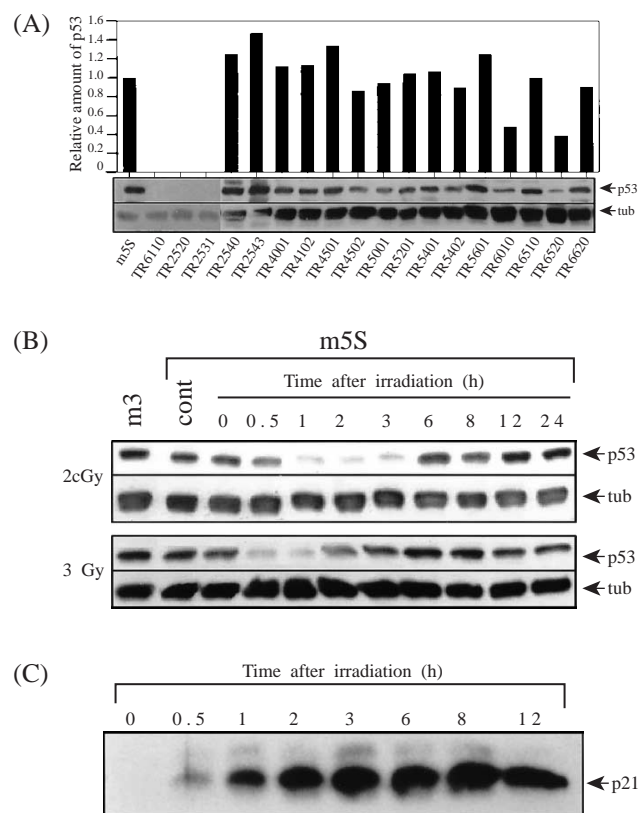 (A)
Relative amount of p53
1.6
1.4
1.2
1.0
0.8
0.6
0.4
0.2
0
p53
tub
m5S TR6110 TR2520 TR2531 TR2540 TR2543 TR4001 TR4102 TR4501 TR4502 TR5001 TR5201 TR5401 TR5402 TR5601 TR6010 TR6510 TR6520 TR6620
(B)
m5S
m3 cont Time after irradiation (h)
0 0.5 1 2 3 6 8 12 24
p53
2cGy
tub
p53
3 Gy
tub
(C)
Time after irradiation (h)
0 0.5 1 2 3 6 8 12
p21